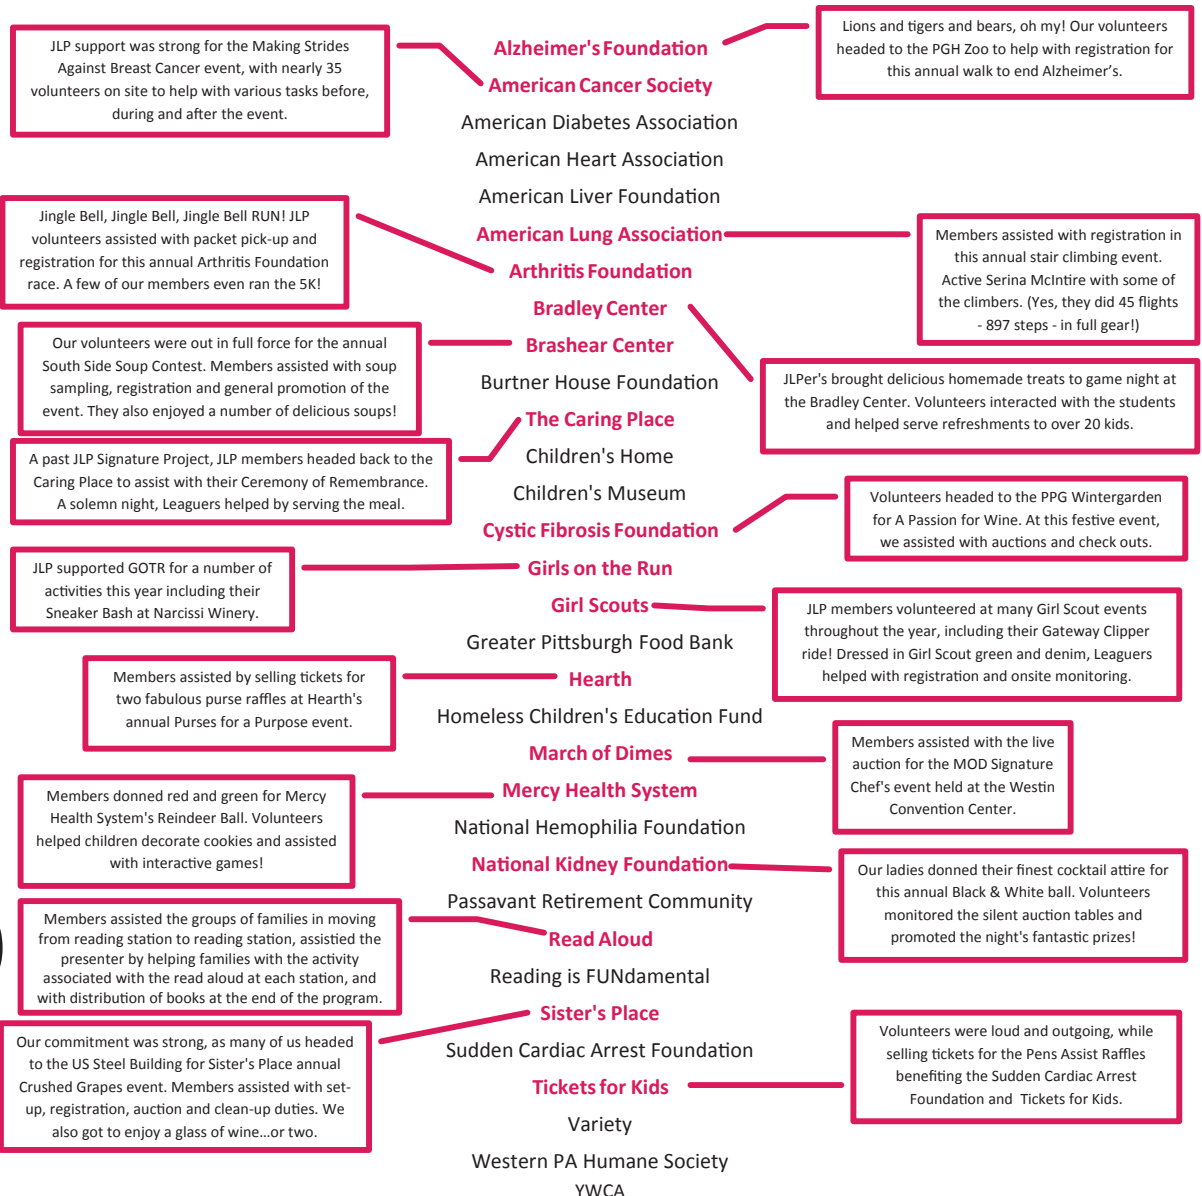 JLP support was strong for the Making Strides
Against Breast Cancer event, with nearly 35
volunteers on site to help with various tasks before,
during and after the event.
Jingle Bell, Jingle Bell, Jingle Bell RUN! JLP
volunteers assisted with packet pick-up and
registration for this annual Arthritis Foundation
race. A few of our members even ran the 5K!
Our volunteers were out in full force for the annual
South Side Soup Contest. Members assisted with soup
sampling, registration and general promotion of the
event. They also enjoyed a number of delicious soups!
A past JLP Signature Project, JLP members headed back to the
Caring Place to assist with their Ceremony of Remembrance.
A solemn night, Leaguers helped by serving the meal.
JLP supported GOTR for a number of
activities this year including their
Sneaker Bash at Narcissi Winery.
Members assisted by selling tickets for
two fabulous purse raffles at Hearth's
annual Purses for a Purpose event.
Members donned red and green for Mercy
Health System's Reindeer Ball. Volunteers
helped children decorate cookies and assisted
with interactive games!
Members assisted the groups of families in moving
from reading station to reading station, assistied the
presenter by helping families with the activity
associated with the read aloud at each station, and
with distribution of books at the end of the program.
Our commitment was strong, as many of us headed
to the US Steel Building for Sister's Place annual
Crushed Grapes event. Members assisted with set-
up, registration, auction and clean-up duties. We
also got to enjoy a glass of wine…or two.
Alzheimer's Foundation
American Cancer Society
American Diabetes Association
American Heart Association
American Liver Foundation
American Lung Association
Arthritis Foundation
Bradley Center
Brashear Center
Burtner House Foundation
The Caring Place
Children's Home
Children's Museum
Cystic Fibrosis Foundation
Girls on the Run
Girl Scouts
Greater Pittsburgh Food Bank
Hearth
Homeless Children's Education Fund
March of Dimes
Mercy Health System
National Hemophilia Foundation
National Kidney Foundation
Passavant Retirement Community
Read Aloud
Reading is FUNdamental
Sister's Place
Sudden Cardiac Arrest Foundation
Tickets for Kids
Variety
Western PA Humane Society
YWCA
Lions and tigers and bears, oh my! Our volunteers
headed to the PGH Zoo to help with registration for
this annual walk to end Alzheimer’s.
Members assisted with registration in
this annual stair climbing event.
Active Serina McIntire with some of
the climbers. (Yes, they did 45 flights
- 897 steps - in full gear!)
JLPer's brought delicious homemade treats to game night at
the Bradley Center. Volunteers interacted with the students
and helped serve refreshments to over 20 kids.
Volunteers headed to the PPG Wintergarden
for A Passion for Wine. At this festive event,
we assisted with auctions and check outs.
JLP members volunteered at many Girl Scout events
throughout the year, including their Gateway Clipper
ride! Dressed in Girl Scout green and denim, Leaguers
helped with registration and onsite monitoring.
Members assisted with the live
auction for the MOD Signature
Chef's event held at the Westin
Convention Center.
Our ladies donned their finest cocktail attire for
this annual Black & White ball. Volunteers
monitored the silent auction tables and
promoted the night's fantastic prizes!
Volunteers were loud and outgoing, while
selling tickets for the Pens Assist Raffles
benefiting the Sudden Cardiac Arrest
Foundation and Tickets for Kids.